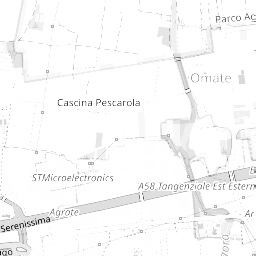 Parco Ag
Omate
Cascina Pescarola
STMicroelectronics
A58 Tangenziale Est Estern
Agrate
Serenissima
Ar